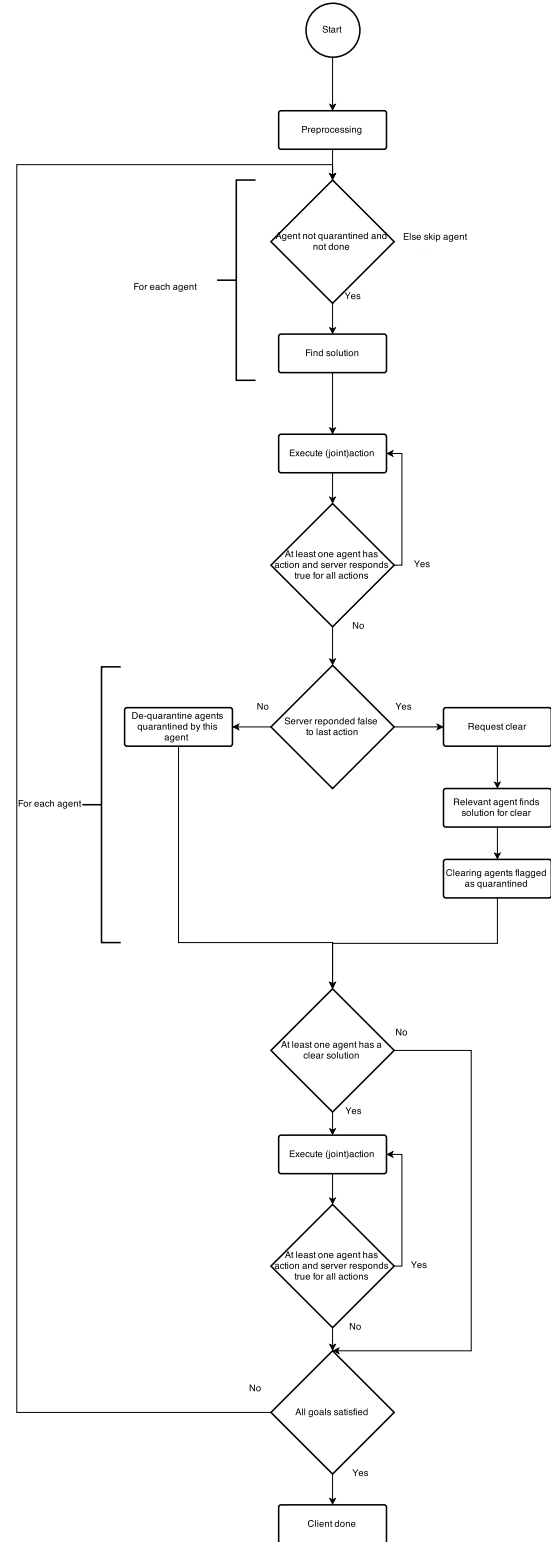 Start
Preprocessing
Agent not quarantined and
not done
Else skip agent
For each agent
Yes
Find solution
Execute (joint)action
At least one agent has
action and server responds
true for all actions
Yes
No
Server reponded false
to last action
No
Yes
De-quarantine agents
quarantined by this
agent
Request clear
Relevant agent finds
solution for clear
For each agent
Clearing agents flagged
as quarantined
At least one agent has a
clear solution
No
Yes
Execute (joint)action
At least one agent has
action and server responds
true for all actions
Yes
No
All goals satisfied
No
Yes
Client done